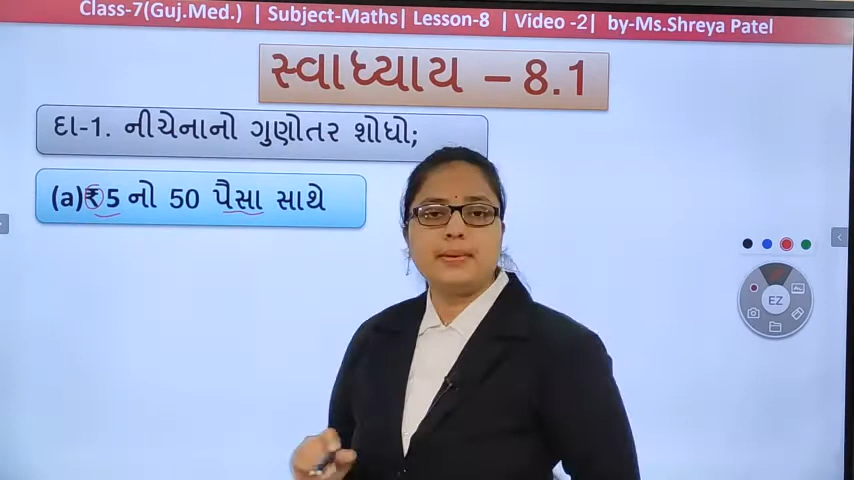 Class-7(Guj.Med.) | Subject-Maths| Lesson-8 | Video -2| by-Ms.Shreya Patel
સ્વાધ્યાય – 8.1
દા-1. નીચેનાનો ગુણોતર શોધો;
(a)₹5 નો 50 પૈસા સાથે
EZ